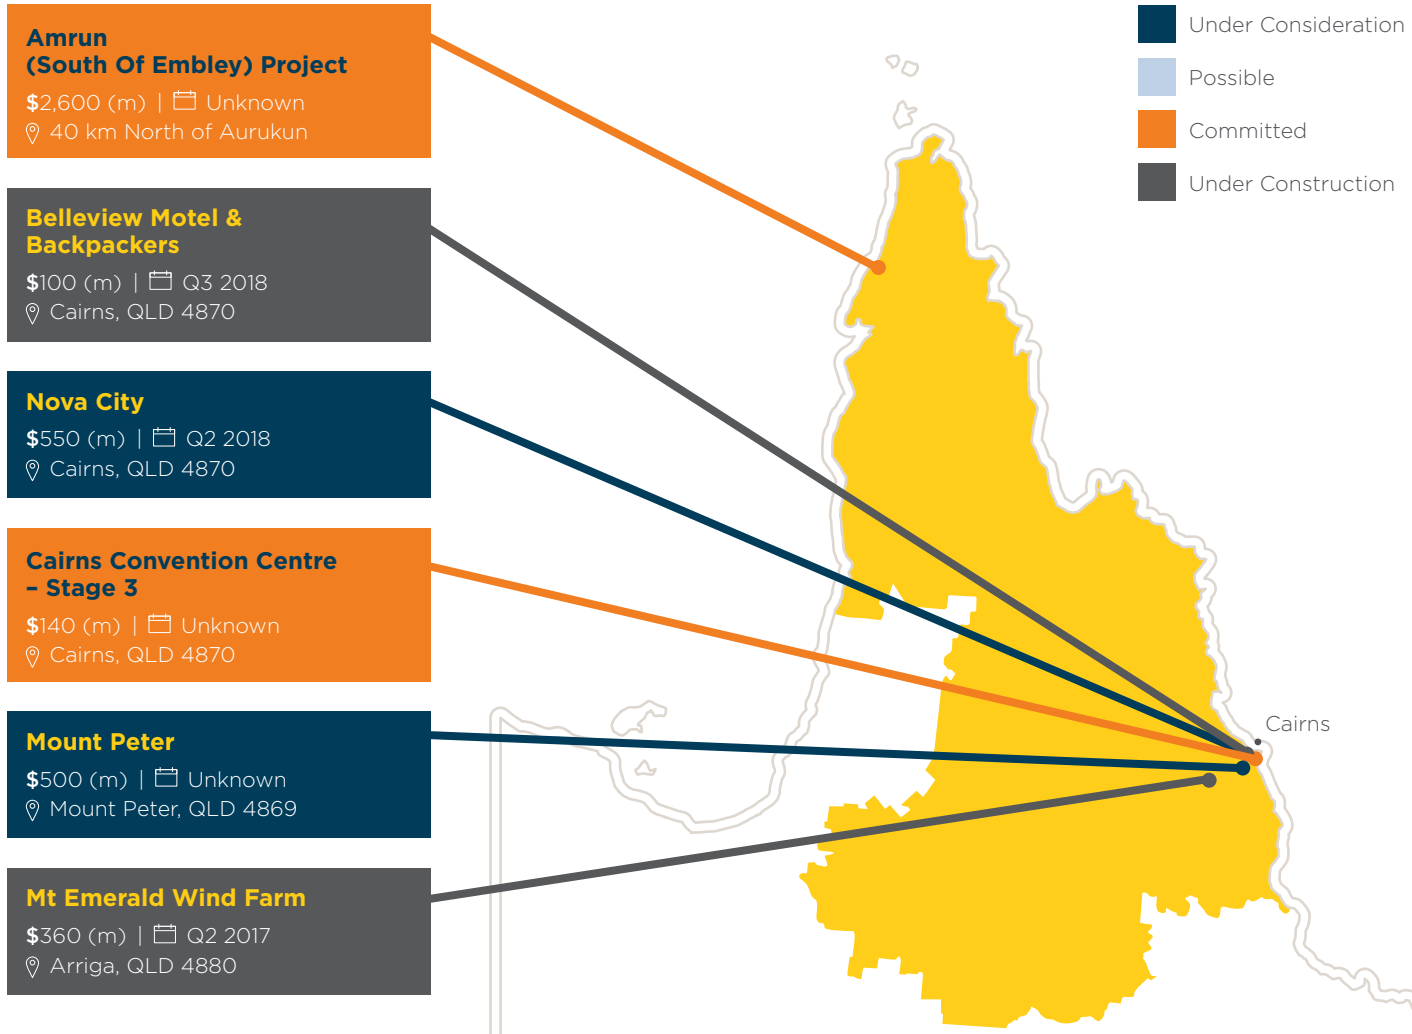 Amrun
(South Of Embley) Project
$2,600 (m) | Unknown
40 km North of Aurukun
Belleview Motel &
Backpackers
$100 (m) | Q3 2018
Cairns, QLD 4870
Nova City
$550 (m) | Q2 2018
Cairns, QLD 4870
Cairns Convention Centre
– Stage 3
$140 (m) | Unknown
Cairns, QLD 4870
Mount Peter
$500 (m) | Unknown
Mount Peter, QLD 4869
Mt Emerald Wind Farm
$360 (m) | Q2 2017
Arriga, QLD 4880
Under Consideration
Possible
Committed
Under Construction
Cairns